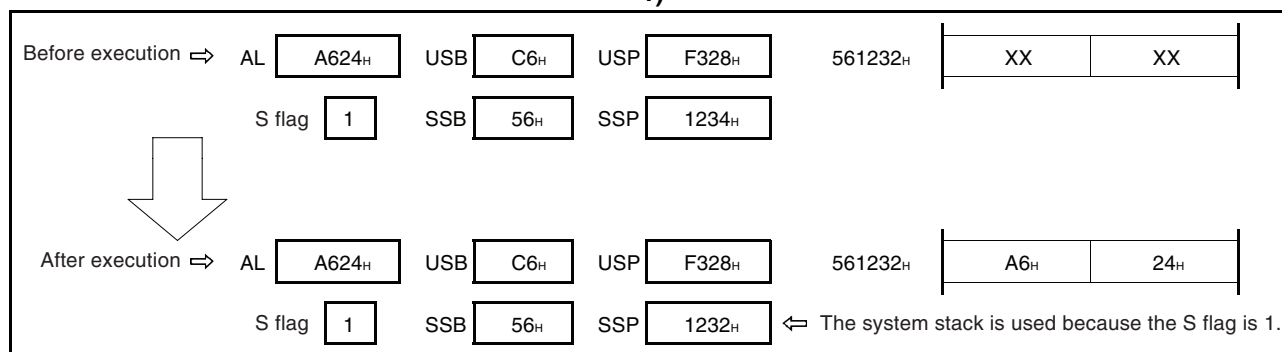 Before execution ⇨ AL A624H USB C6H USP F328H 561232H XX XX
S flag 1 SSB 56H SSP 1234H
After execution ⇨ AL A624H USB C6H USP F328H 561232H A6H 24H
S flag 1 SSB 56H SSP 1232H ⇦ The system stack is used because the S flag is 1.